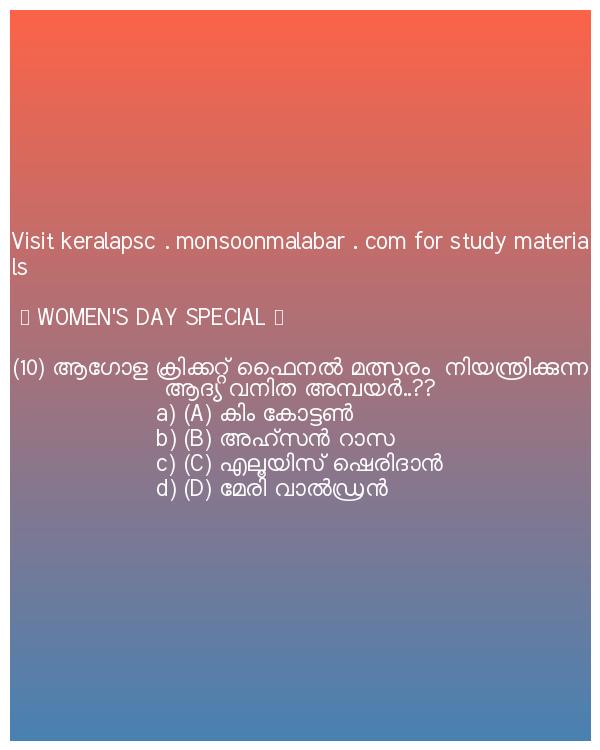 Visit keralapsc . monsoonmalabar . com for study materia
ls
WOMEN'S DAY SPECIAL
(10) ആഗോള ക്രിക്കറ്റ് ഫൈനൽ മത്സരം നിയന്ത്രിക്കുന്ന
ആദ്യ വനിത അമ്പയർ..??
a) (A) കിം കോട്ടൺ
b) (B) അഹ്സൻ റാസ
c) (C) എലൂയിസ് ഷെരിദാൻ
d) (D) മേരി വാൽഡ്രൻ